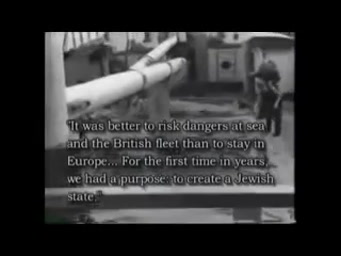 "It was better to risk dangers at sea
and the British fleet than to stay in
Europe... For the first time in years,
we had a purpose: to create a Jewish
state."